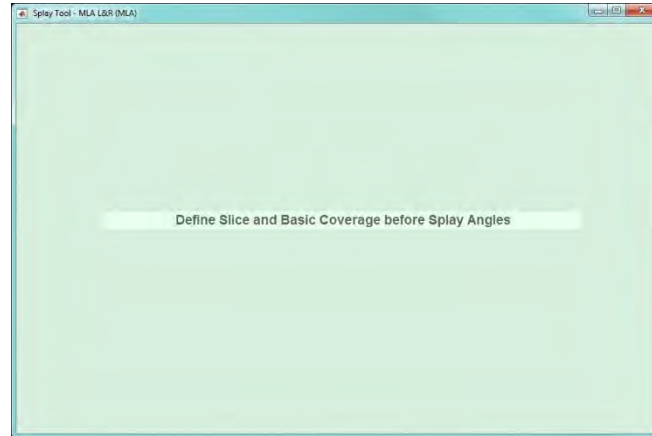 Splay Tool - MLA L&R (MLA)
Define Slice and Basic Coverage before Splay Angles